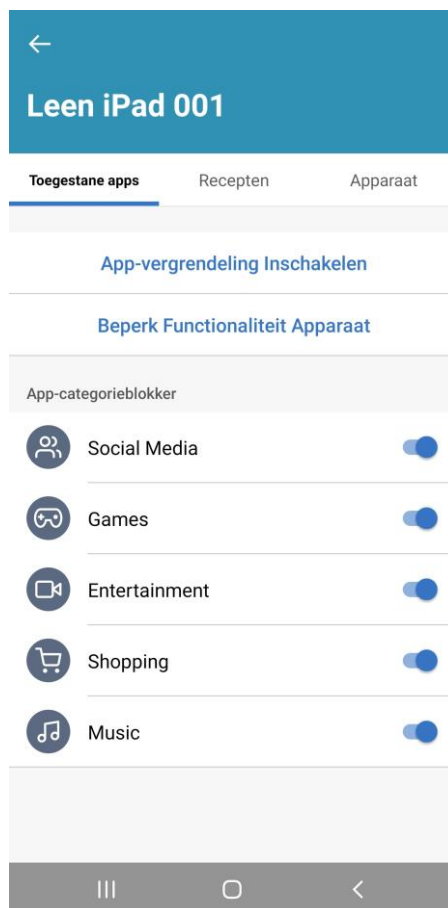 Leen iPad 001
Toegestane apps Recepten Apparaat
App-vergrendeling Inschakelen
Beperk Functionaliteit Apparaat
App-categorieblokker
Social Media
Games
Entertainment
Shopping
Music